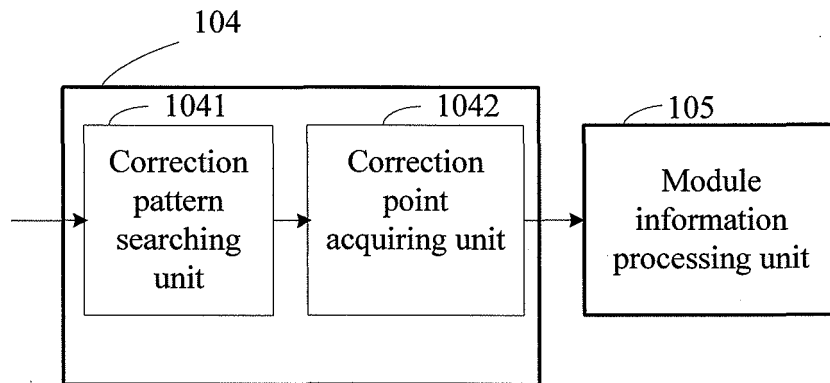 104
1041
1042
105
Correction
pattern
searching
unit
Correction
point
acquiring unit
Module
information
processing unit